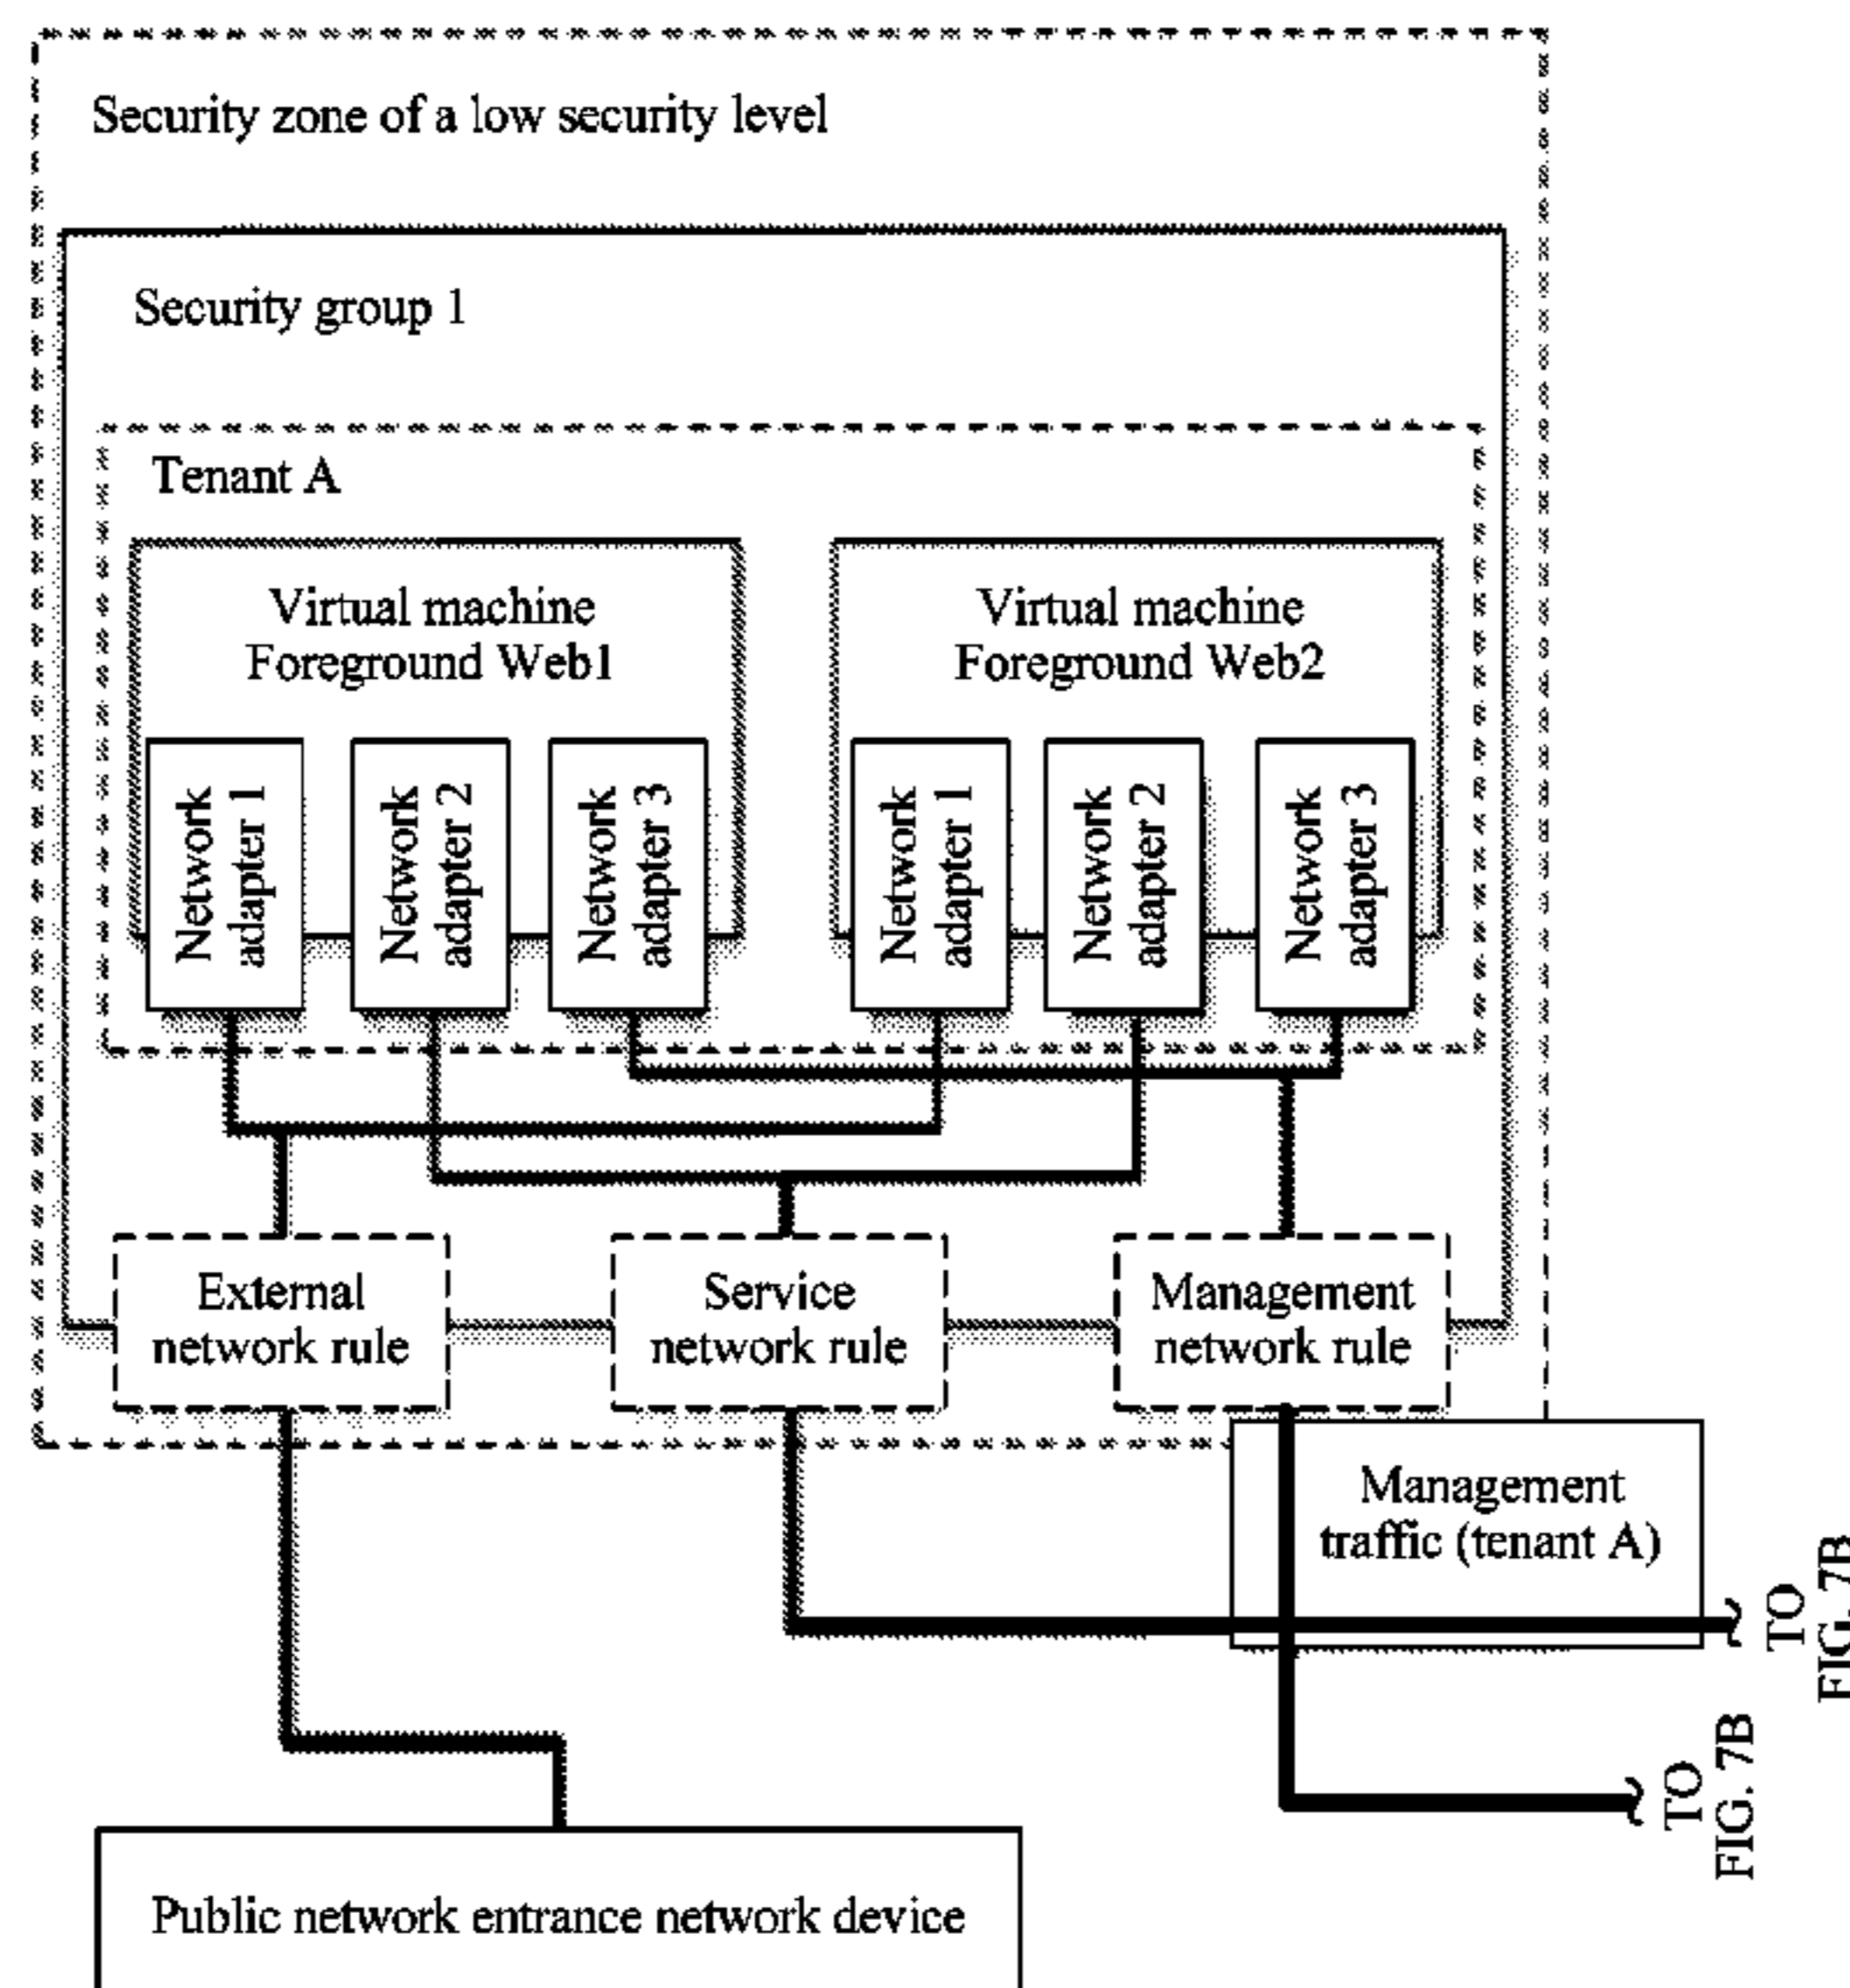 Security zone of a low security level
Security group 1
Tenant A
Virtual machine
Foreground Web1
Virtual machine
Foreground Web2
Network
adapter 1
Network
adapter 2
Network
adapter 3
Network
adapter 1
Network
adapter 2
Network
adapter 3
External
network rule
Service
network rule
Management
network rule
Management
traffic (tenant A)
TO
FIG. 7B
TO
FIG. 7B
Public network entrance network device